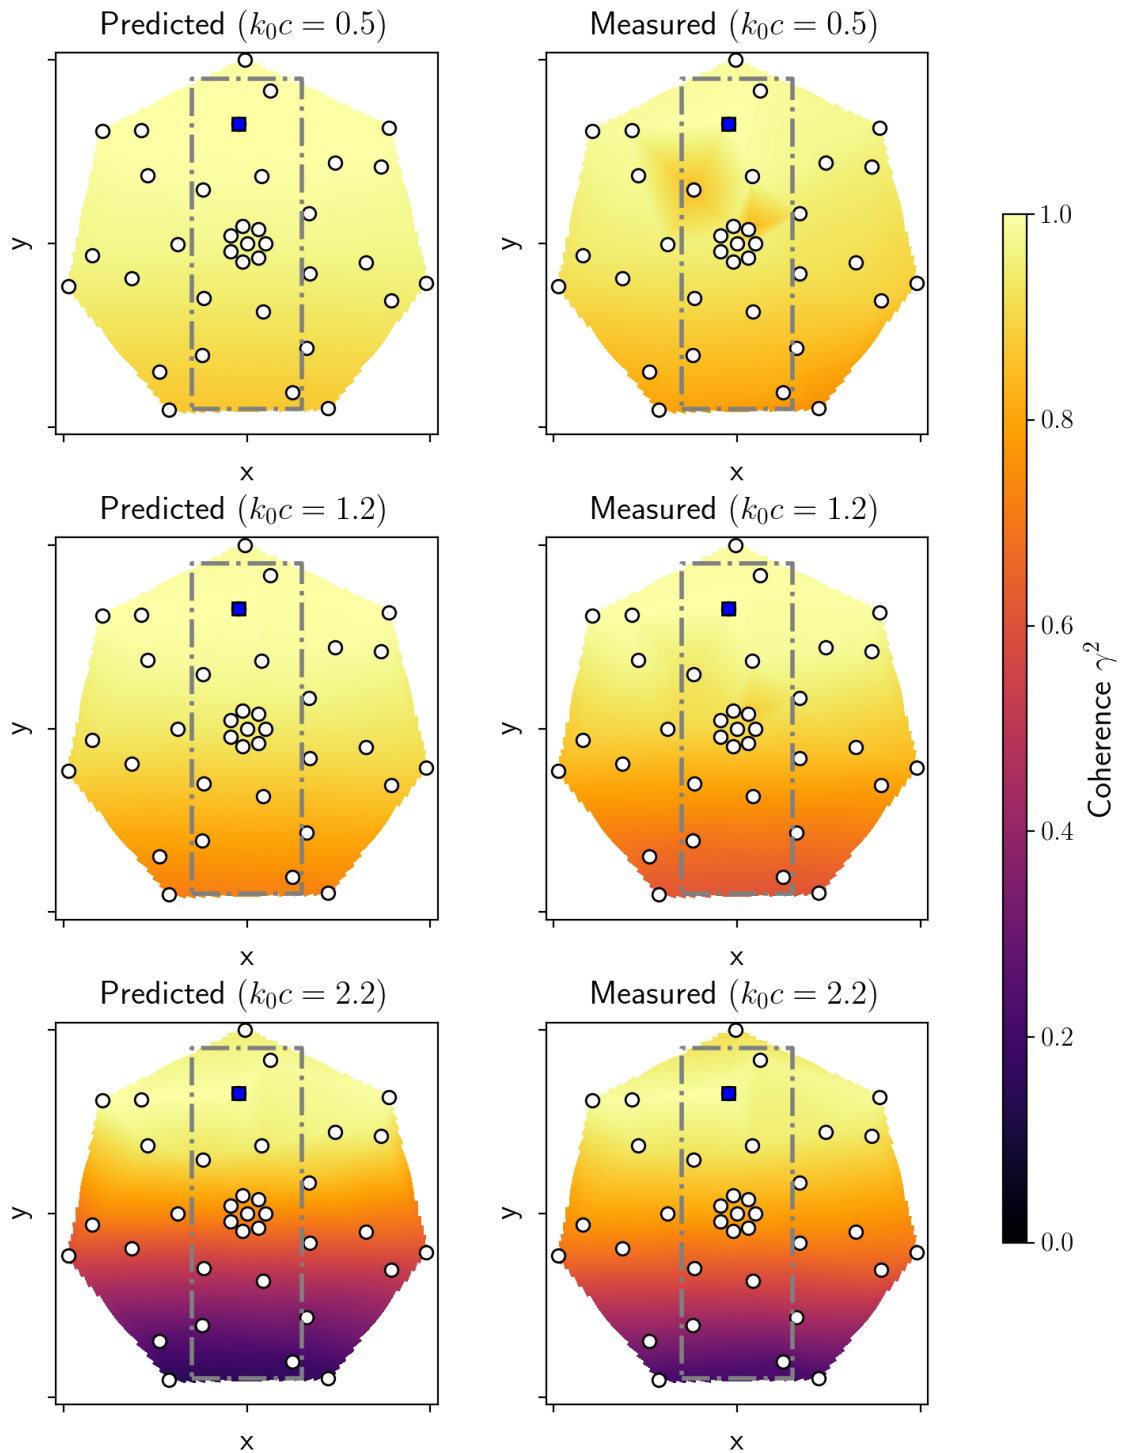 Predicted (k₀c = 0.5) Measured (k₀c = 0.5)
y y
x x
Predicted (k₀c = 1.2) Measured (k₀c = 1.2)
y y
x x
Predicted (k₀c = 2.2) Measured (k₀c = 2.2)
y y
x x
1.0
0.8
0.6
0.4
0.2
0.0
Coherence γ²